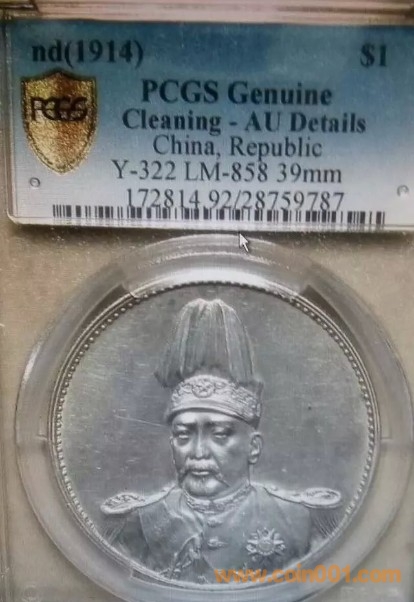 nd(1914) $1
PCGS Genuine
Cleaning - AU Details
China, Republic
Y-322 LM-858 39mm
172814.92/28759787
PCGS
www.coin001.com